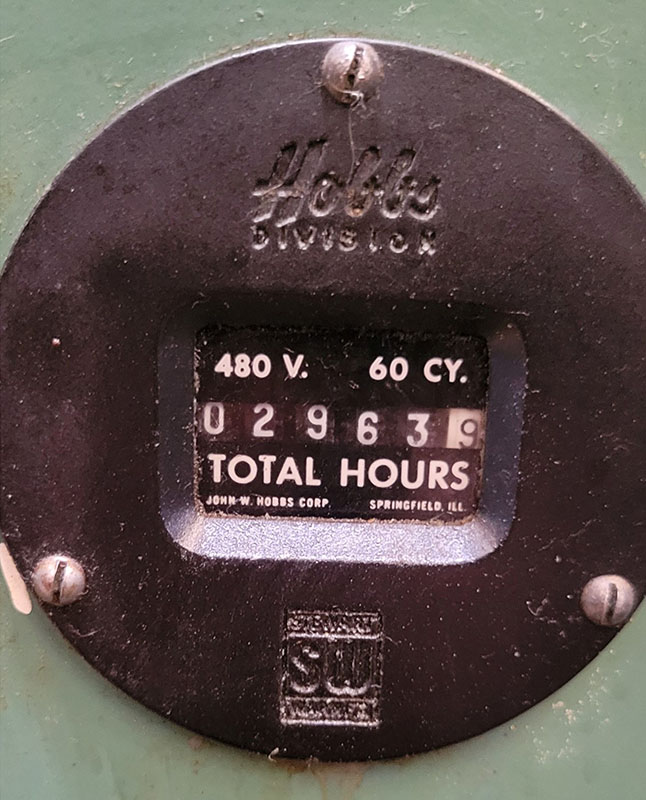 Hobbs
DIVISION
480 V. 60 CY.
029639
TOTAL HOURS
JOHN W. HOBBS CORP. SPRINGFIELD, ILL.
STEWART
SW
WARNER